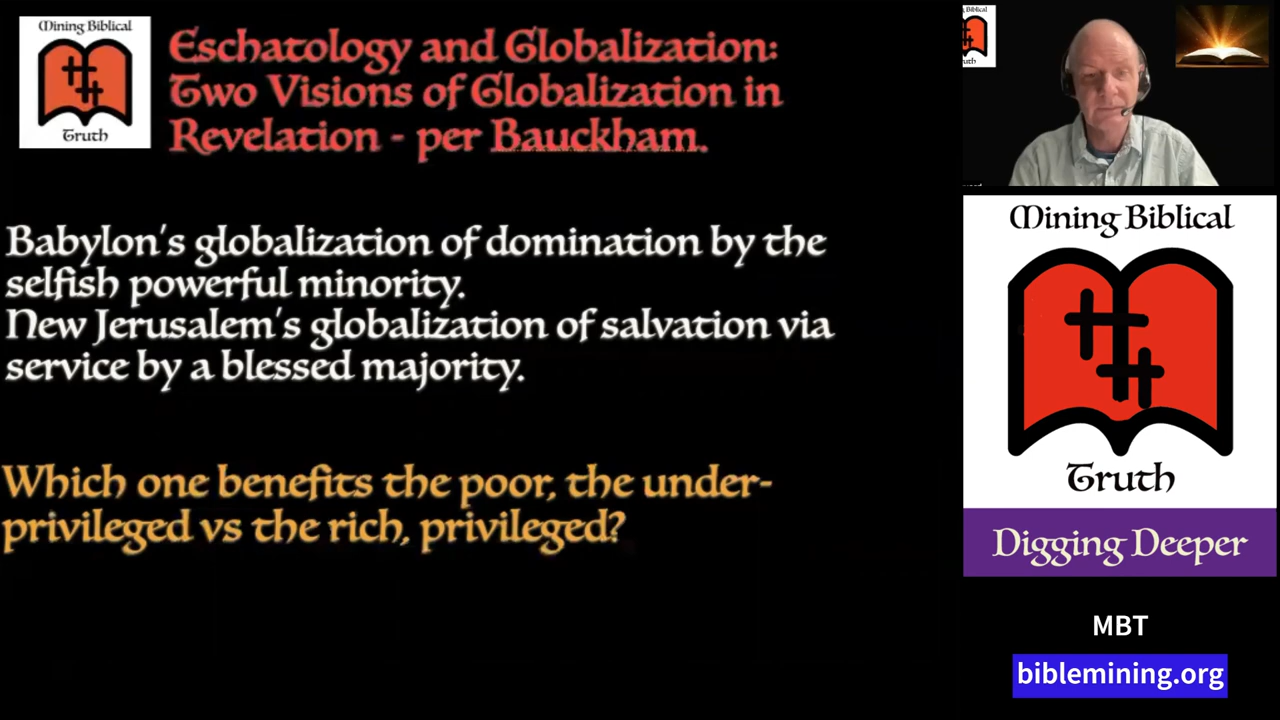 Mining Biblical
Truth
Eschatology and Globalization:
Two Visions of Globalization in
Revelation - per Bauckham.
Babylon's globalization of domination by the
selfish powerful minority.
New Jerusalem's globalization of salvation via
service by a blessed majority.
Which one benefits the poor, the under-
privileged vs the rich, privileged?
Mining Biblical
Truth
Digging Deeper
MBT
biblemining.org